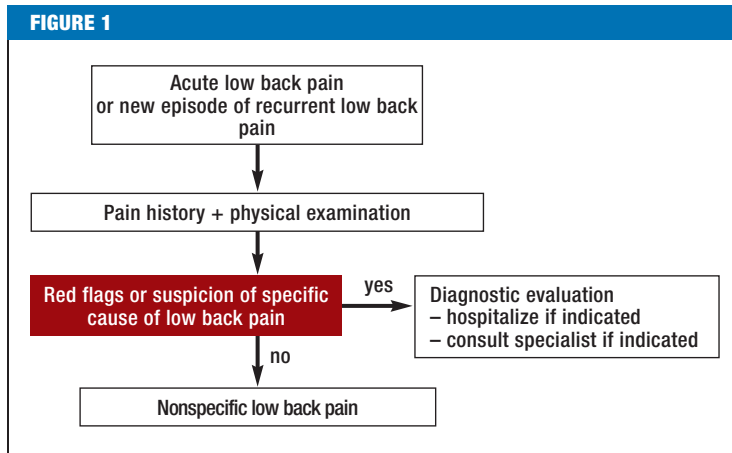 FIGURE 1
Acute low back pain
or new episode of recurrent low back
pain
Pain history + physical examination
Red flags or suspicion of specific
cause of low back pain
yes
Diagnostic evaluation
– hospitalize if indicated
– consult specialist if indicated
no
Nonspecific low back pain